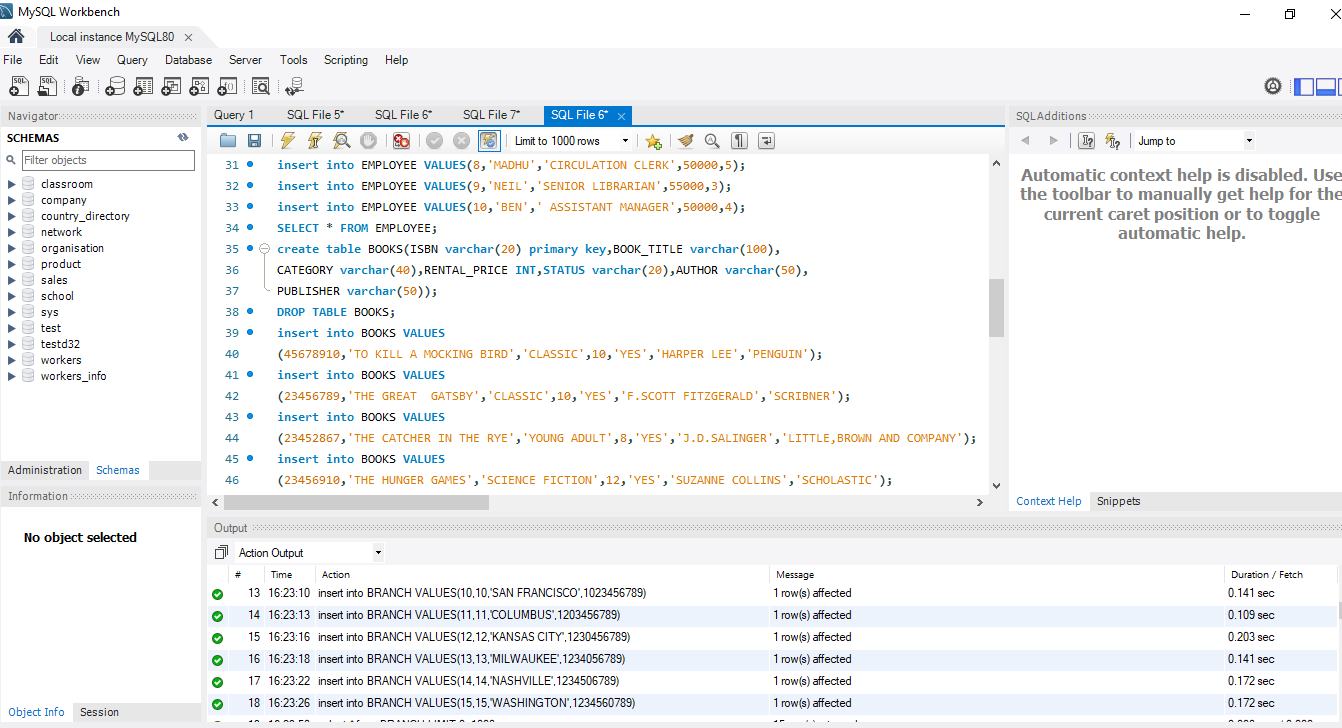 MySQL Workbench
Local instance MySQL80
File Edit View Query Database Server Tools Scripting Help
Navigator
SCHEMAS
Filter objects
classroom
company
country_directory
network
organisation
product
sales
school
sys
test
testd32
workers
workers_info
Administration Schemas
Information
No object selected
Object Info Session
Query 1 SQL File 5* SQL File 6* SQL File 7* SQL File 6*
Limit to 1000 rows
31 insert into EMPLOYEE VALUES(8,'MADHU','CIRCULATION CLERK',50000,5);
32 insert into EMPLOYEE VALUES(9,'NEIL','SENIOR LIBRARIAN',55000,3);
33 insert into EMPLOYEE VALUES(10,'BEN',' ASSISTANT MANAGER',50000,4);
34 SELECT * FROM EMPLOYEE;
35 create table BOOKS(ISBN varchar(20) primary key,BOOK_TITLE varchar(100),
36 CATEGORY varchar(40),RENTAL_PRICE INT,STATUS varchar(20),AUTHOR varchar(50),
37 PUBLISHER varchar(50));
38 DROP TABLE BOOKS;
39 insert into BOOKS VALUES
40 (45678910,'TO KILL A MOCKING BIRD','CLASSIC',10,'YES','HARPER LEE','PENGUIN');
41 insert into BOOKS VALUES
42 (23456789,'THE GREAT  GATSBY','CLASSIC',10,'YES','F.SCOTT FITZGERALD','SCRIBNER');
43 insert into BOOKS VALUES
44 (23452867,'THE CATCHER IN THE RYE','YOUNG ADULT',8,'YES','J.D.SALINGER','LITTLE,BROWN AND COMPANY');
45 insert into BOOKS VALUES
46 (23456910,'THE HUNGER GAMES','SCIENCE FICTION',12,'YES','SUZANNE COLLINS','SCHOLASTIC');
SQLAdditions
Jump to
Automatic context help is disabled. Use
the toolbar to manually get help for the
current caret position or to toggle
automatic help.
Context Help Snippets
Output
Action Output
# Time Action Message Duration / Fetch
13 16:23:10 insert into BRANCH VALUES(10,10,'SAN FRANCISCO',1023456789) 1 row(s) affected 0.141 sec
14 16:23:13 insert into BRANCH VALUES(11,11,'COLUMBUS',1203456789) 1 row(s) affected 0.109 sec
15 16:23:16 insert into BRANCH VALUES(12,12,'KANSAS CITY',1230456789) 1 row(s) affected 0.203 sec
16 16:23:18 insert into BRANCH VALUES(13,13,'MILWAUKEE',1234056789) 1 row(s) affected 0.141 sec
17 16:23:22 insert into BRANCH VALUES(14,14,'NASHVILLE',1234506789) 1 row(s) affected 0.172 sec
18 16:23:26 insert into BRANCH VALUES(15,15,'WASHINGTON',1234560789) 1 row(s) affected 0.172 sec